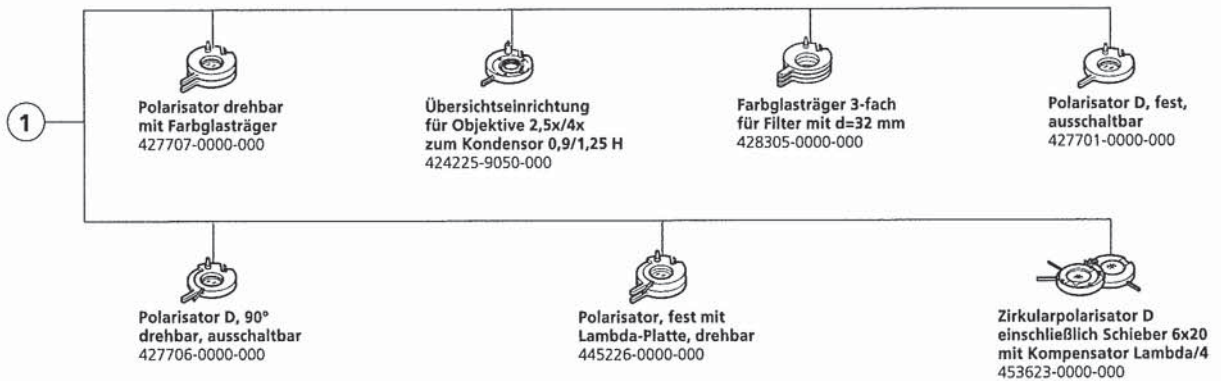 1
Polarisator drehbar
mit Farbglasträger
427707-0000-000
Übersichtseinrichtung
für Objektive 2,5x/4x
zum Kondensor 0,9/1,25 H
424225-9050-000
Farbglasträger 3-fach
für Filter mit d=32 mm
428305-0000-000
Polarisator D, fest,
ausschaltbar
427701-0000-000
Polarisator D, 90º
drehbar, ausschaltbar
427706-0000-000
Polarisator, fest mit
Lambda-Platte, drehbar
445226-0000-000
Zirkularpolarisator D
einschließlich Schieber 6x20
mit Kompensator Lambda/4
453623-0000-000